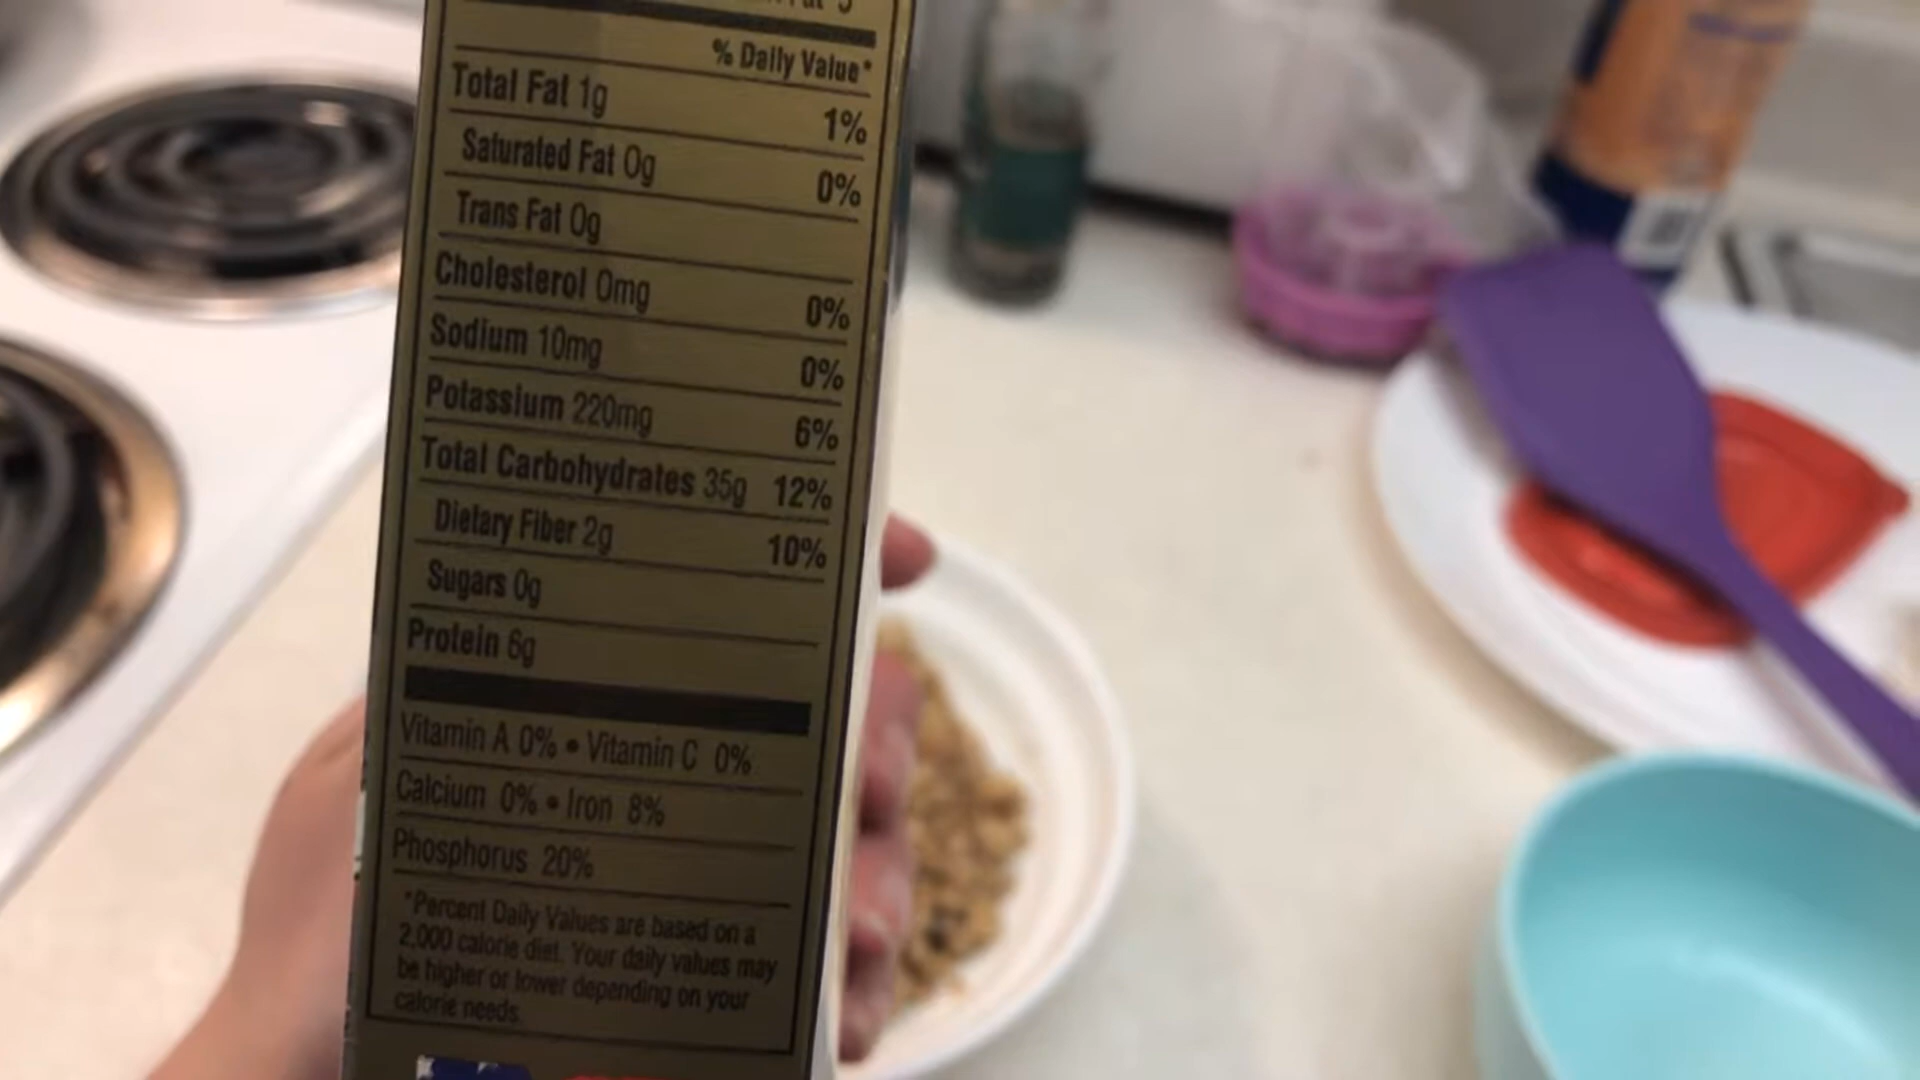 % Daily Value*
Total Fat 1g 1%
Saturated Fat 0g 0%
Trans Fat 0g
Cholesterol 0mg 0%
Sodium 10mg 0%
Potassium 220mg 6%
Total Carbohydrates 35g 12%
Dietary Fiber 2g 10%
Sugars 0g
Protein 6g
Vitamin A 0% • Vitamin C 0%
Calcium 0% • Iron 8%
Phosphorus 20%
*Percent Daily Values are based on a
2,000 calorie diet. Your daily values may
be higher or lower depending on your
calorie needs.